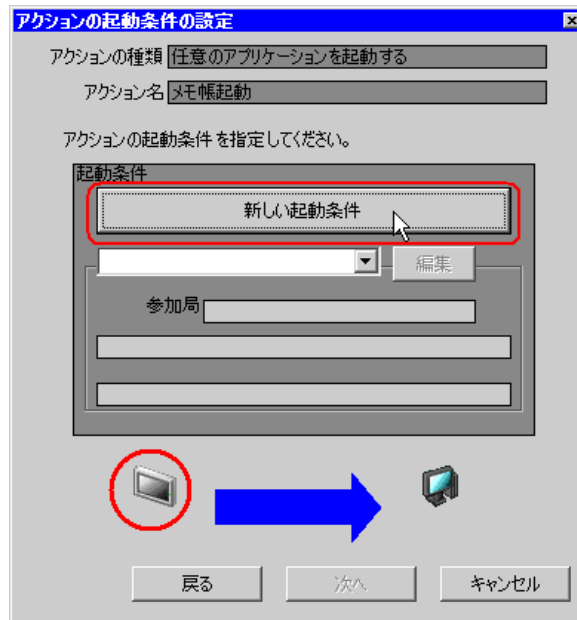 アクションの起動条件の設定
アクションの種類 任意のアプリケーションを起動する
アクション名 メモ帳起動
アクションの起動条件を指定してください。
起動条件
新しい起動条件
編集
参加局
戻る 次へ キャンセル